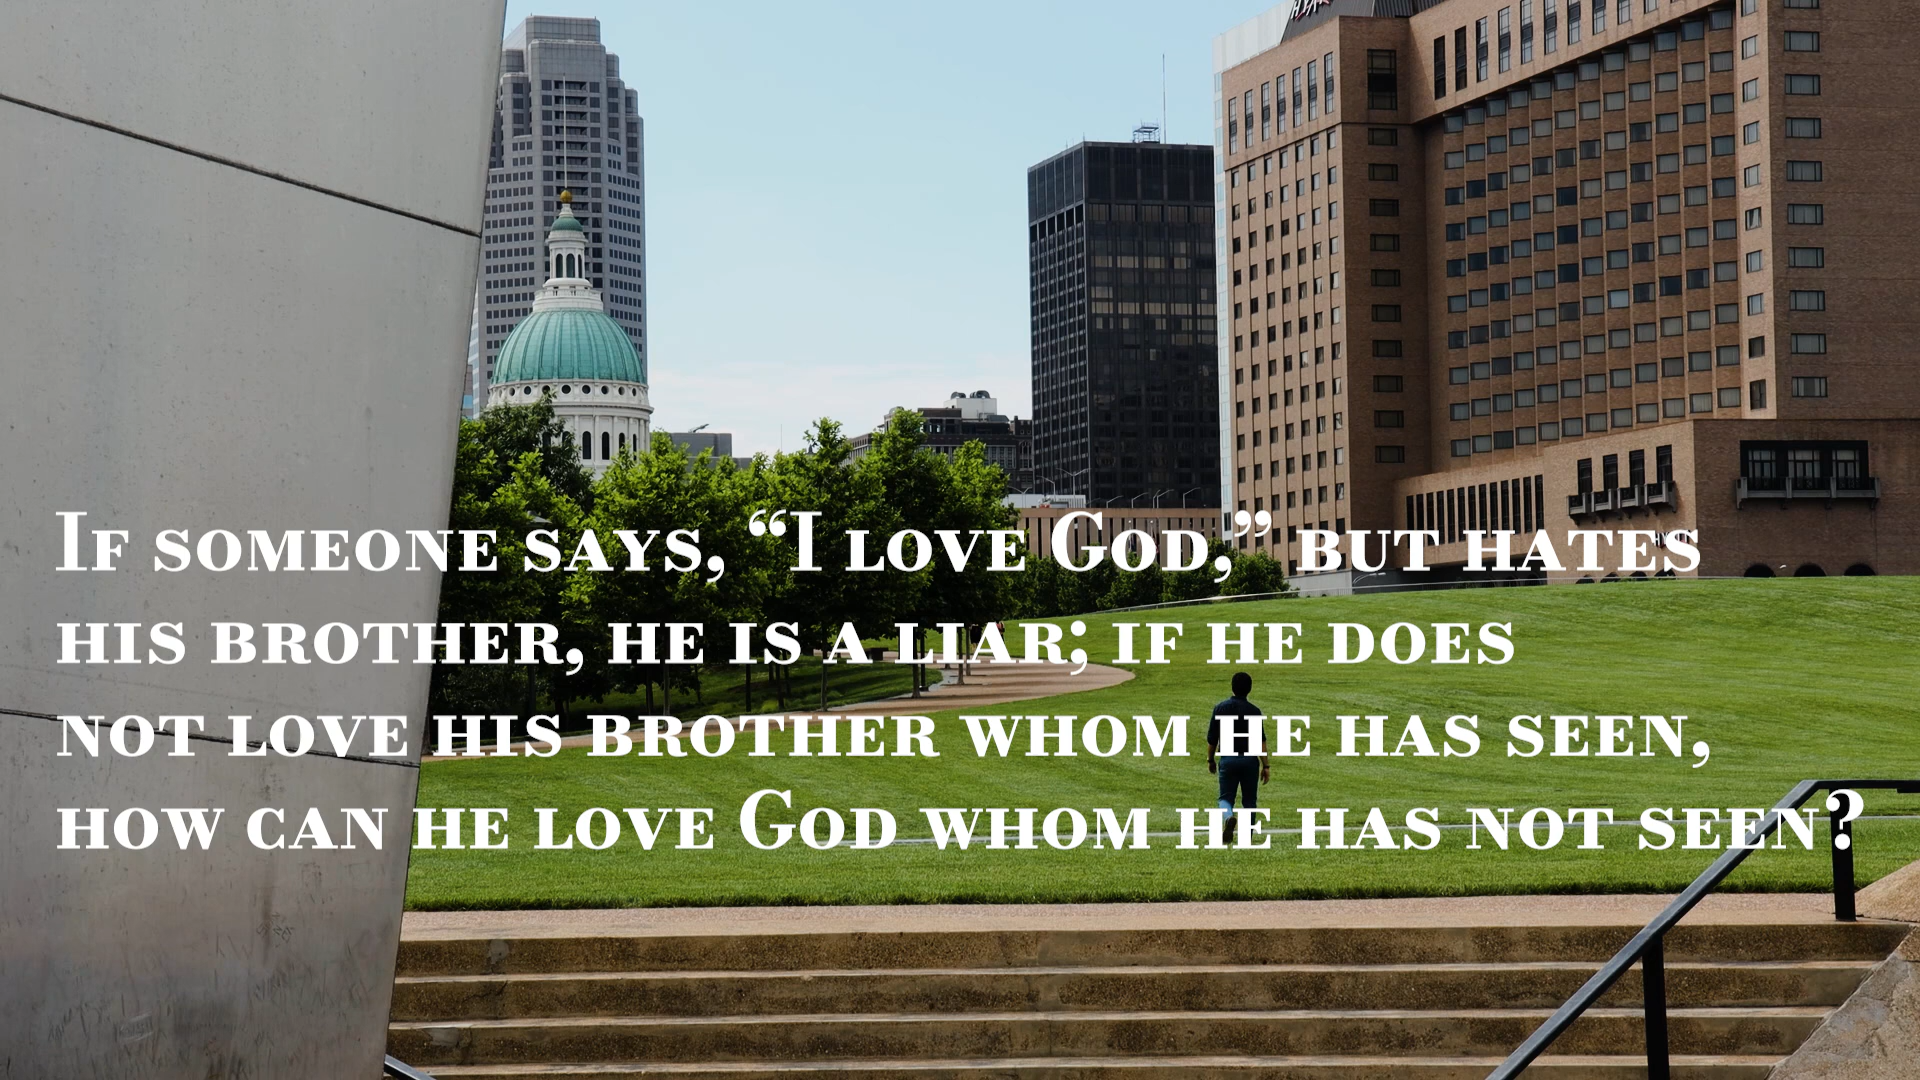 If someone says, “I love God,” but hates
his brother, he is a liar; if he does
not love his brother whom he has seen,
how can he love God whom he has not seen?